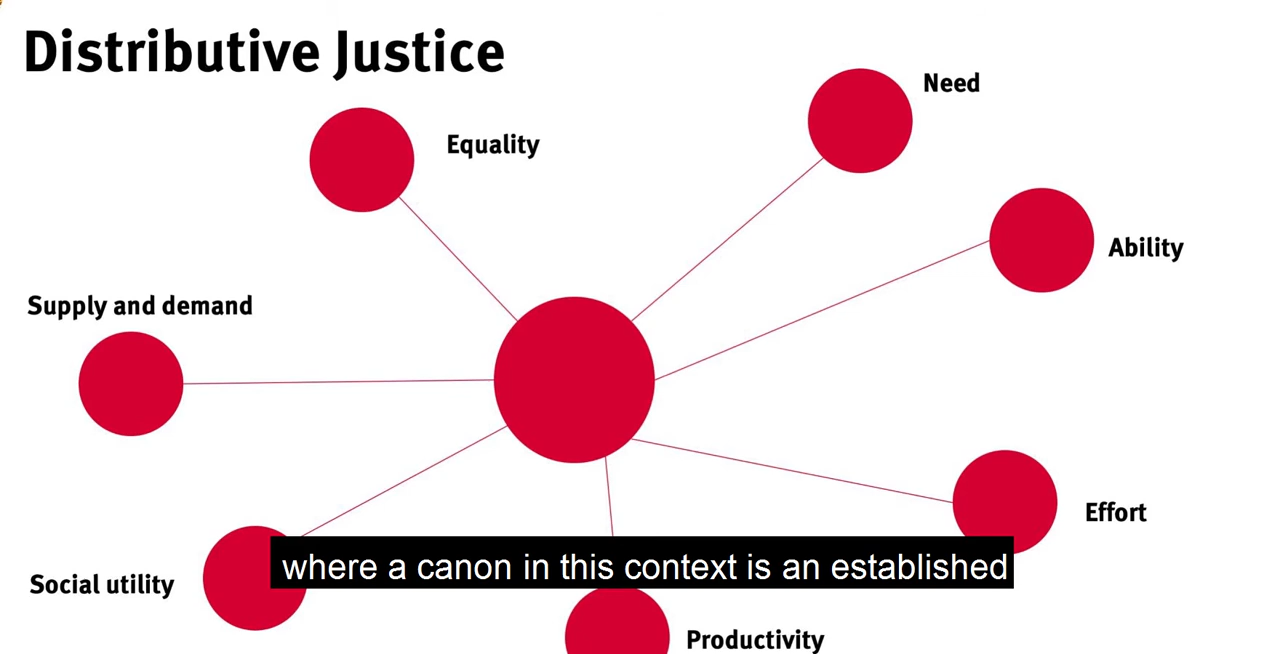 Distributive Justice
Need
Equality
Ability
Supply and demand
Effort
where a canon in this context is an established
Social utility
Productivity